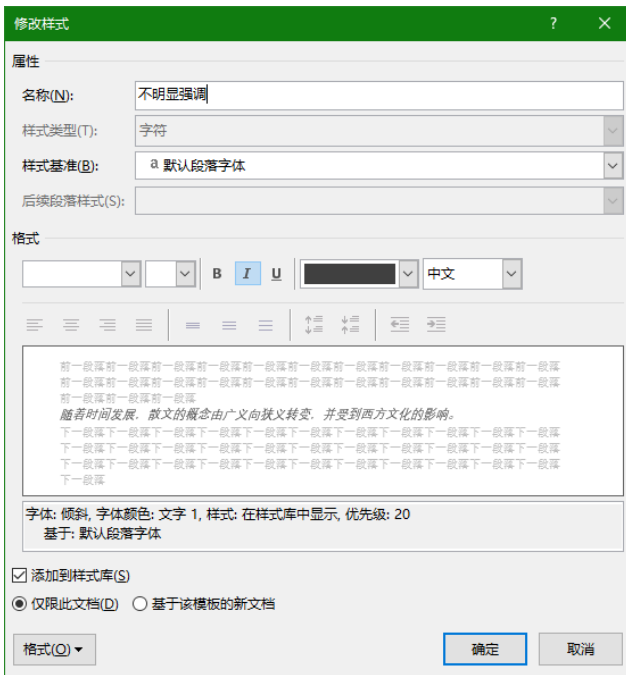 修改样式 ? ×
属性
名称(N): 不明显强调
样式类型(T): 字符
样式基准(B): a 默认段落字体
后续段落样式(S):
格式
B I U 中文
前一段落前一段落前一段落前一段落前一段落前一段落前一段落前一段落前一段落前一段落前一段落
前一段落前一段落前一段落前一段落前一段落前一段落前一段落前一段落前一段落前一段落前一段落
前一段落前一段落前一段落
随着时间发展，散文的概念由广义向狭义转变，并受到西方文化的影响。
下一段落下一段落下一段落下一段落下一段落下一段落下一段落下一段落下一段落下一段落下一段落
下一段落下一段落下一段落下一段落下一段落下一段落下一段落下一段落下一段落下一段落下一段落
下一段落下一段落下一段落下一段落下一段落下一段落下一段落下一段落下一段落下一段落下一段落
下一段落
字体: 倾斜, 字体颜色: 文字 1, 样式: 在样式库中显示, 优先级: 20
基于: 默认段落字体
添加到样式库(S)
仅限此文档(D) 基于该模板的新文档
格式(O) 确定 取消